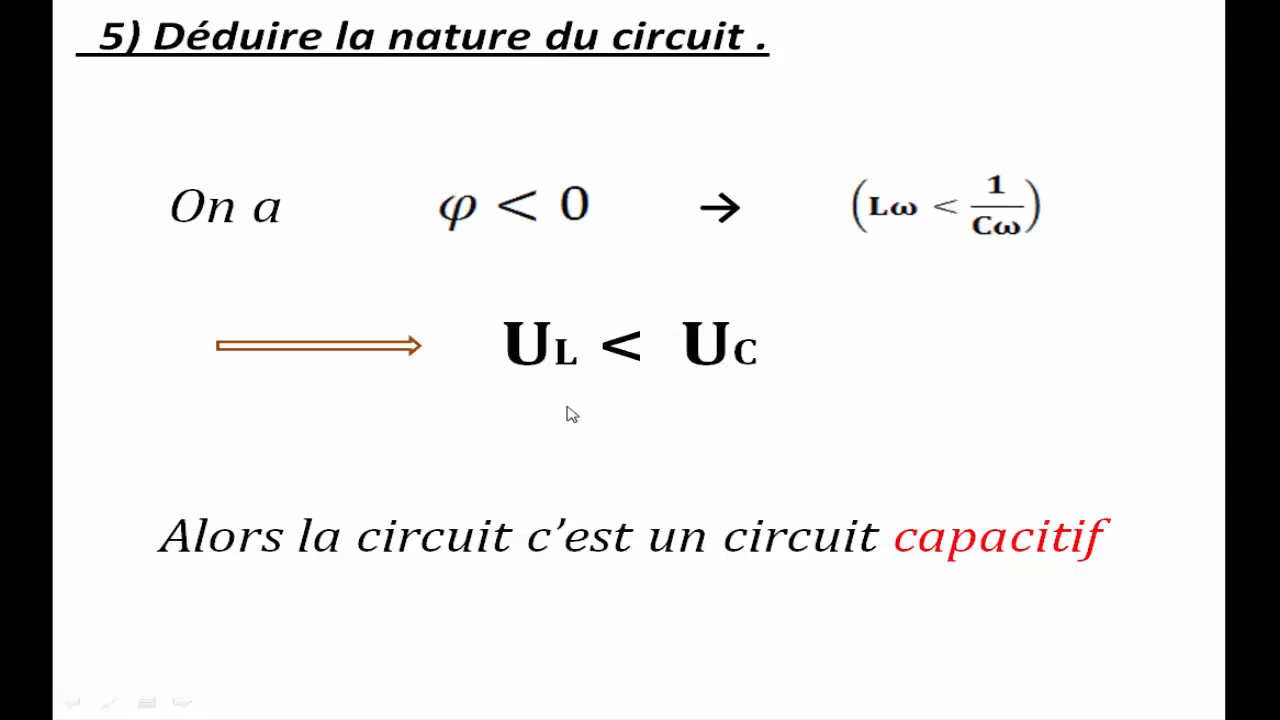 5) Déduire la nature du circuit .
On a φ < 0 → (Lω < 1/Cω)
UL < UC
Alors la circuit c’est un circuit capacitif